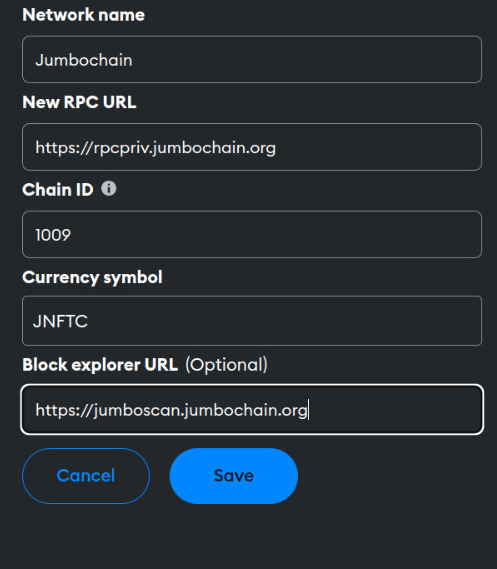 Network name
Jumbochain
New RPC URL
https://rpcpriv.jumbochain.org
Chain ID
1009
Currency symbol
JNFTC
Block explorer URL (Optional)
https://jumboscan.jumbochain.org
Cancel Save